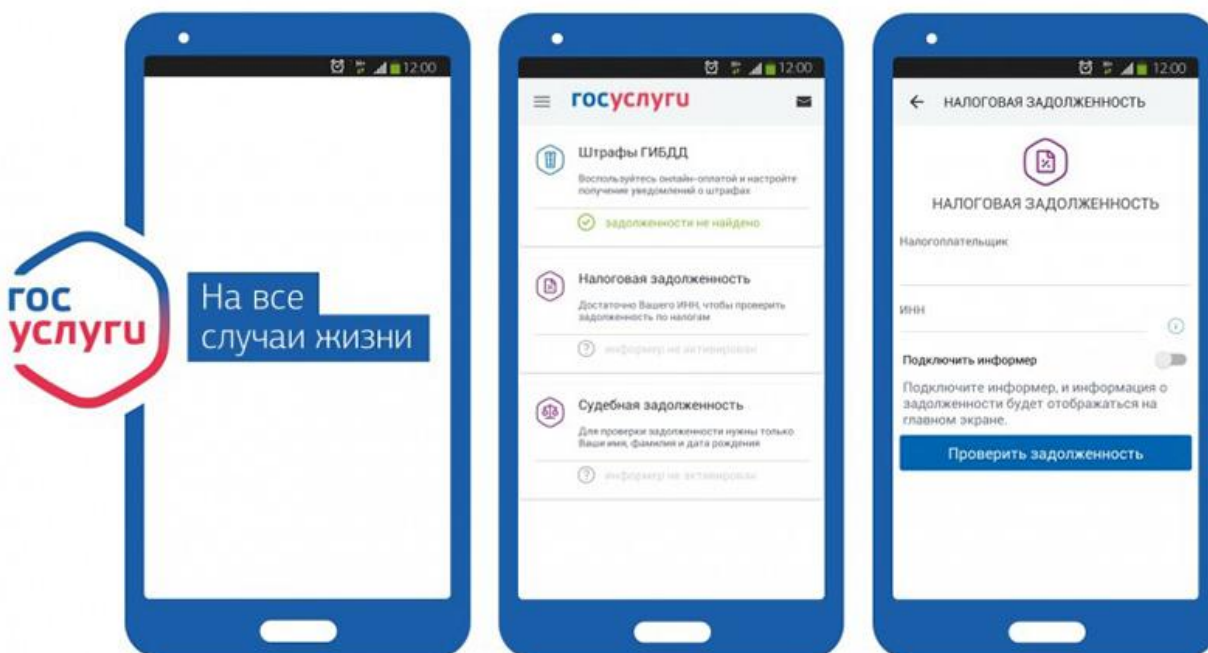 гос
услуги
На все
случаи жизни
12:00
12:00
госуслуги
Штрафы ГИБДД
Воспользуйтесь онлайн-оплатой и настройте
получение уведомлений о штрафах
задолженности не найдено
Налоговая задолженность
Достаточно Вашего ИНН, чтобы проверить
задолженность по налогам
информер не активирован
Судебная задолженность
Для проверки задолженности нужны только
Ваши имя, фамилия и дата рождения
информер не активирован
12:00
НАЛОГОВАЯ ЗАДОЛЖЕННОСТЬ
НАЛОГОВАЯ ЗАДОЛЖЕННОСТЬ
Налогоплательщик
ИНН
Подключить информер
Подключите информер, и информация о
задолженности будет отображаться на
главном экране.
Проверить задолженность